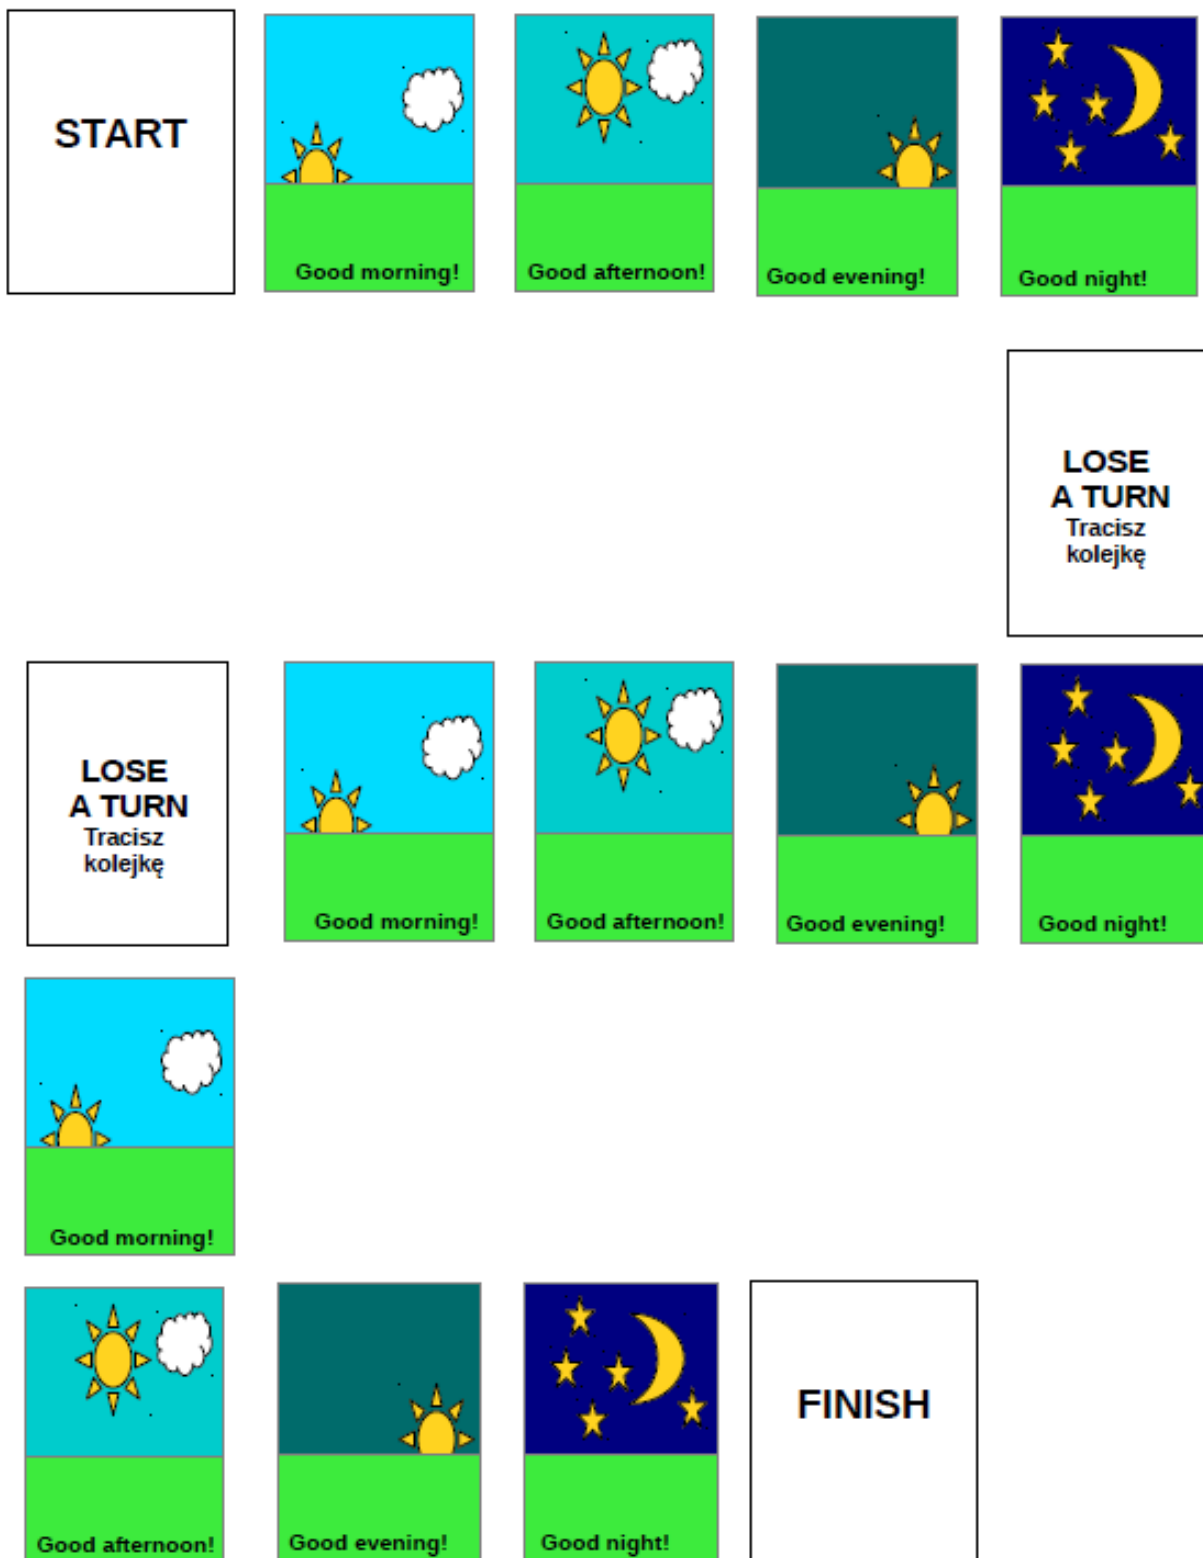 START
Good morning!
Good afternoon!
Good evening!
Good night!
LOSE
A TURN
Tracisz
kolejkę
LOSE
A TURN
Tracisz
kolejkę
Good morning!
Good afternoon!
Good evening!
Good night!
Good morning!
Good afternoon!
Good evening!
Good night!
FINISH